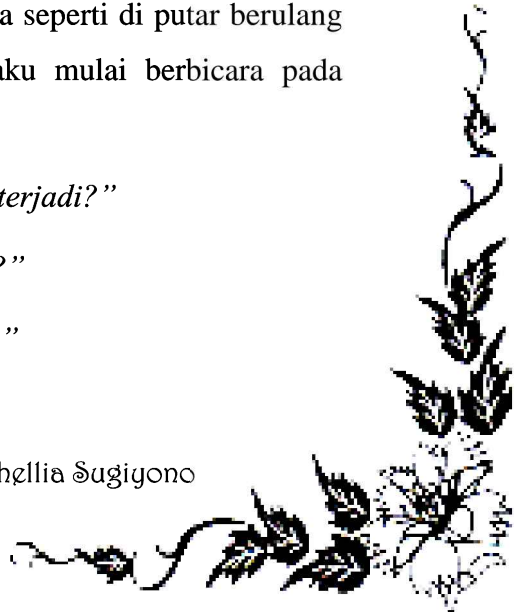 a seperti di putar berulang
aku mulai berbicara pada
terjadi?”
?”
”
hellia Sugiyono